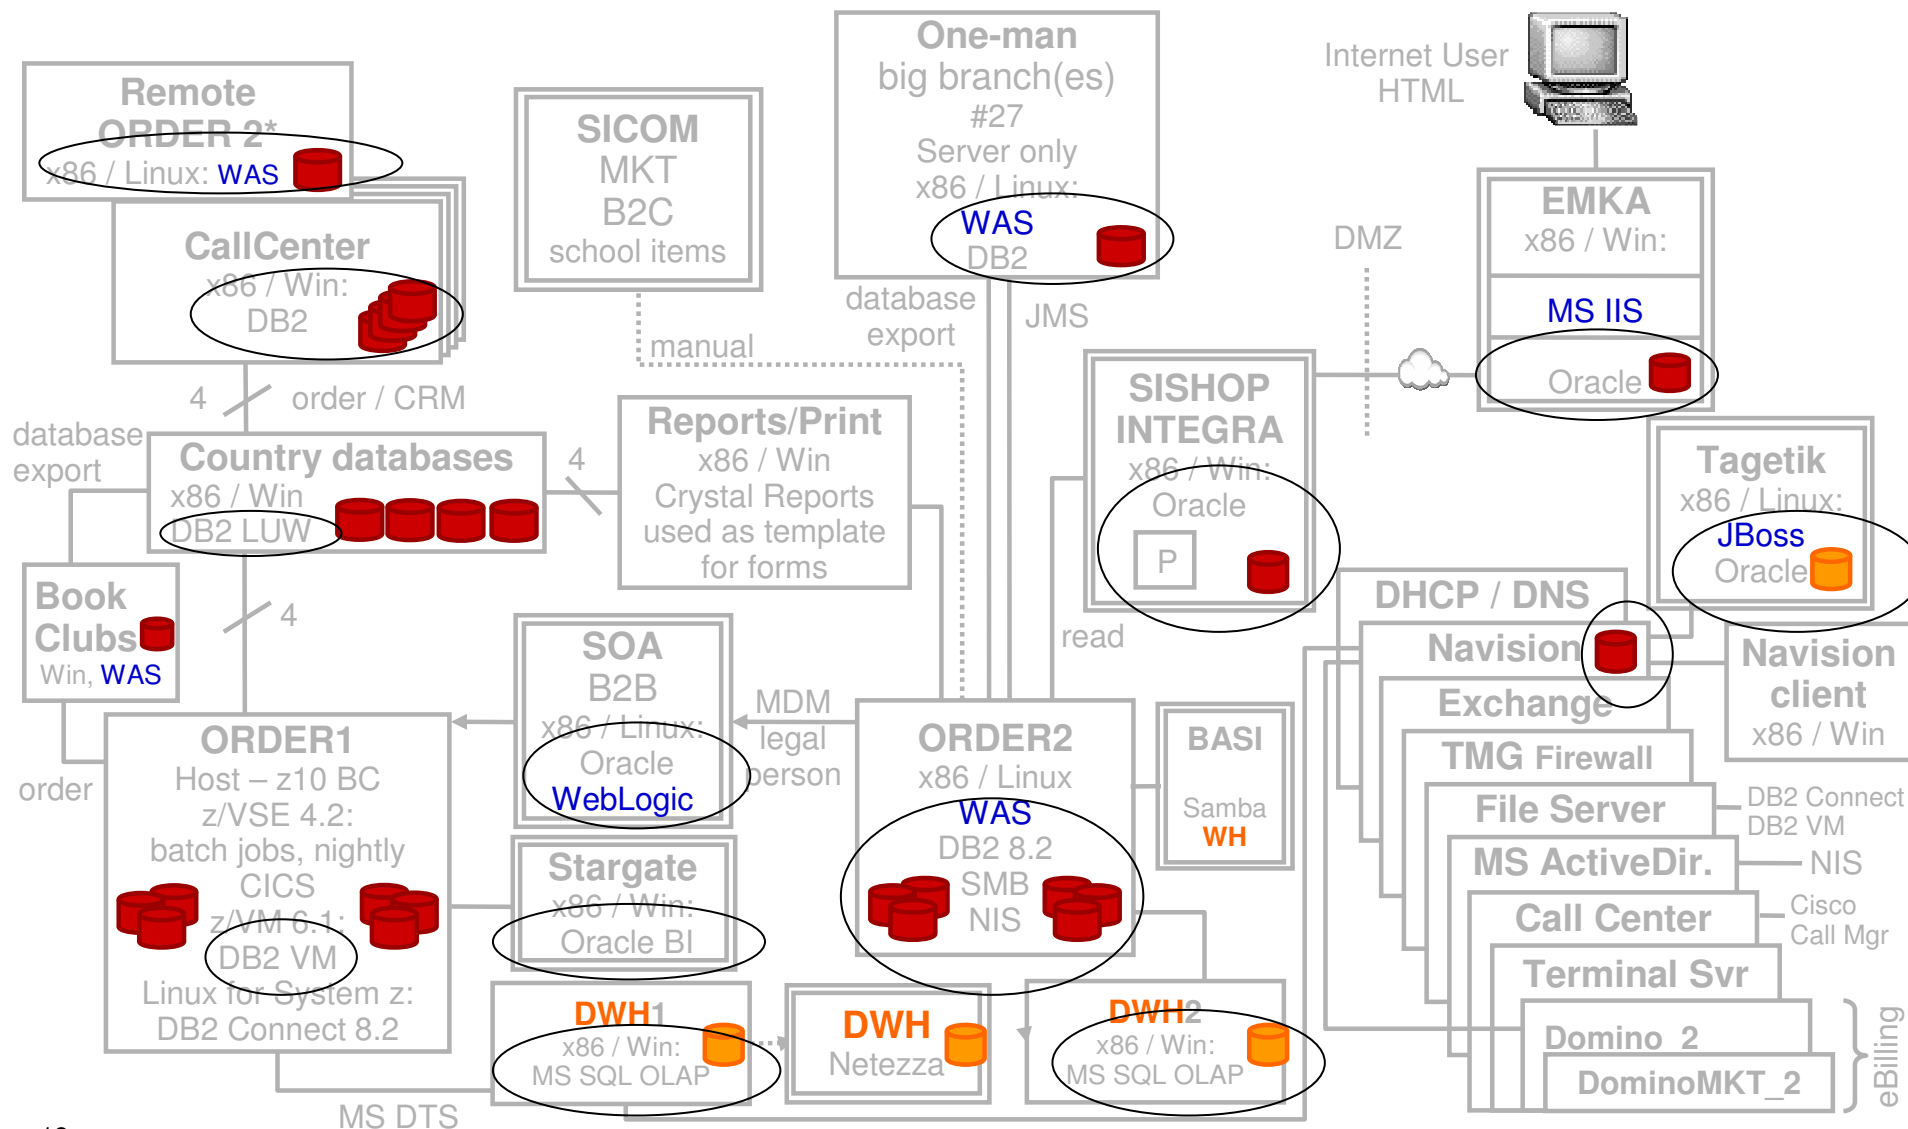 Remote
ORDER 2*
x86 / Linux: WAS
CallCenter
x86 / Win:
DB2
4
order / CRM
SICOM
MKT
B2C
school items
manual
One-man
big branch(es)
#27
Server only
x86 / Linux:
WAS
DB2
database
export
JMS
Internet User
HTML
EMKA
x86 / Win:
MS IIS
Oracle
DMZ
database
export
Country databases
x86 / Win
DB2 LUW
4
Reports/Print
x86 / Win
Crystal Reports
used as template
for forms
SISHOP
INTEGRA
x86 / Win:
Oracle
P
read
Tagetik
x86 / Linux:
JBoss
Oracle
Book
Clubs
Win, WAS
4
order
SOA
B2B
x86 / Linux:
Oracle
WebLogic
MDM
legal
person
ORDER1
Host – z10 BC
z/VSE 4.2:
batch jobs, nightly
CICS
z/VM 6.1:
DB2 VM
Linux for System z:
DB2 Connect 8.2
Stargate
x86 / Win:
Oracle BI
ORDER2
x86 / Linux
WAS
DB2 8.2
SMB
NIS
BASI
Samba
WH
DHCP / DNS
Navision
Exchange
TMG Firewall
File Server
MS ActiveDir.
Call Center
Terminal Svr
Domino_2
DominoMKT_2
Navision
client
x86 / Win
DB2 Connect
DB2 VM
NIS
Cisco
Call Mgr
eBilling
DWH1
x86 / Win:
MS SQL OLAP
DWH
Netezza
DWH2
x86 / Win:
MS SQL OLAP
MS DTS